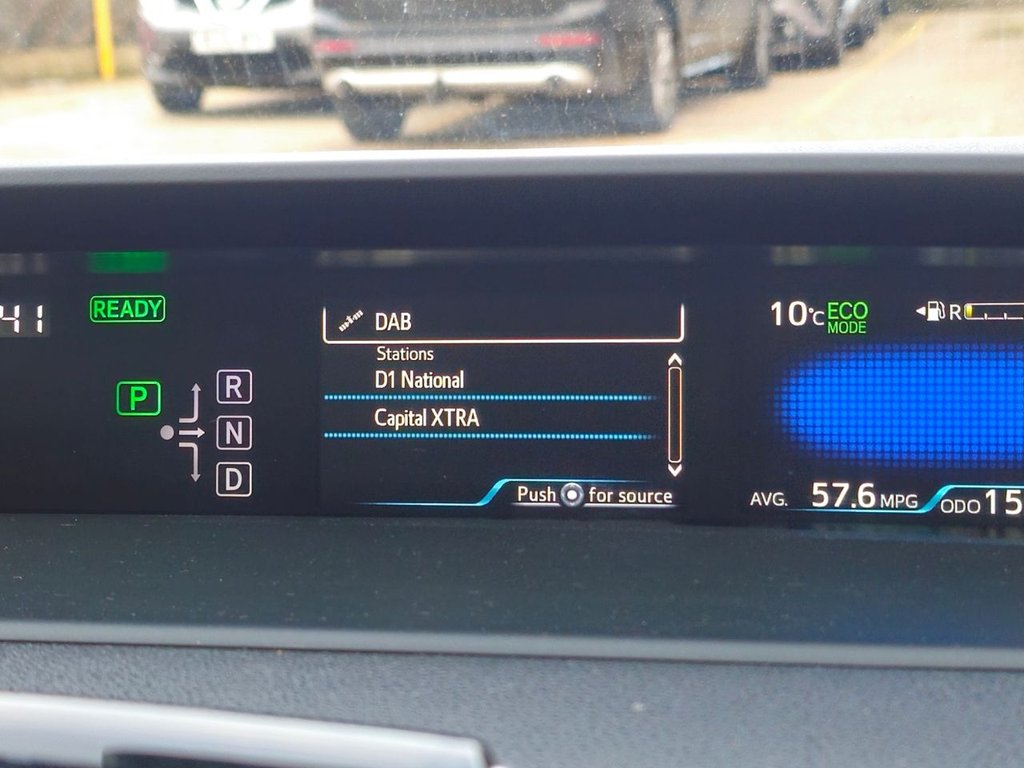 41
READY
P
R
N
D
DAB
Stations
D1 National
Capital XTRA
Push for source
10°C
ECO
MODE
R
AVG. 57.6 MPG
ODO 15